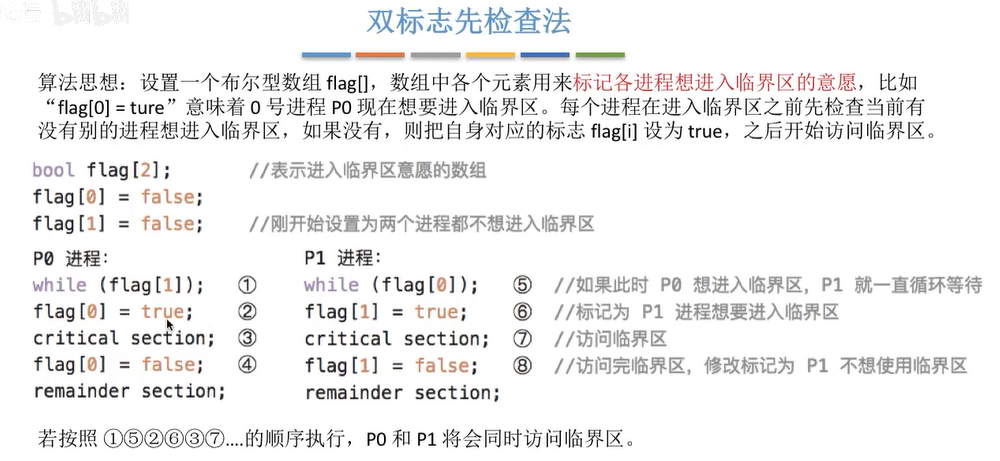 bilibili
双标志先检查法
算法思想：设置一个布尔型数组 flag[]，数组中各个元素用来标记各进程想进入临界区的意愿，比如
“flag[0] = ture”意味着 0 号进程 P0 现在想要进入临界区。每个进程在进入临界区之前先检查当前有
没有别的进程想进入临界区，如果没有，则把自身对应的标志 flag[i] 设为 true，之后开始访问临界区。
bool flag[2]; //表示进入临界区意愿的数组
flag[0] = false;
flag[1] = false; //刚开始设置为两个进程都不想进入临界区
P0 进程： P1 进程：
while (flag[1]); ① while (flag[0]); ⑤ //如果此时 P0 想进入临界区，P1 就一直循环等待
flag[0] = true; ② flag[1] = true; ⑥ //标记为 P1 进程想要进入临界区
critical section; ③ critical section; ⑦ //访问临界区
flag[0] = false; ④ flag[1] = false; ⑧ //访问完临界区，修改标记为 P1 不想使用临界区
remainder section; remainder section;
若按照 ①⑤②⑥③⑦....的顺序执行，P0 和 P1 将会同时访问临界区。